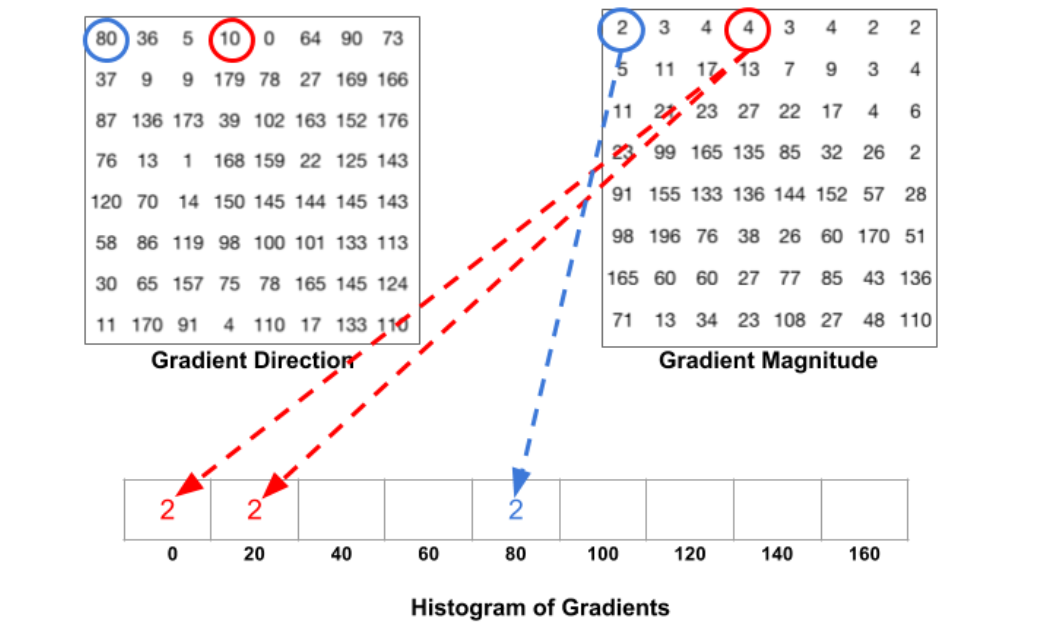 80 36 5 10 0 64 90 73
37 9 9 179 78 27 169 166
87 136 173 39 102 163 152 176
76 13 1 168 159 22 125 143
120 70 14 150 145 144 145 143
58 86 119 98 100 101 133 113
30 65 157 75 78 165 145 124
11 170 91 4 110 17 133 110
Gradient Direction
2 3 4 4 3 4 2 2
5 11 17 13 7 9 3 4
11 21 23 27 22 17 4 6
23 99 165 135 85 32 26 2
91 155 133 136 144 152 57 28
98 196 76 38 26 60 170 51
165 60 60 27 77 85 43 136
71 13 34 23 108 27 48 110
Gradient Magnitude
2 2 2
0 20 40 60 80 100 120 140 160
Histogram of Gradients